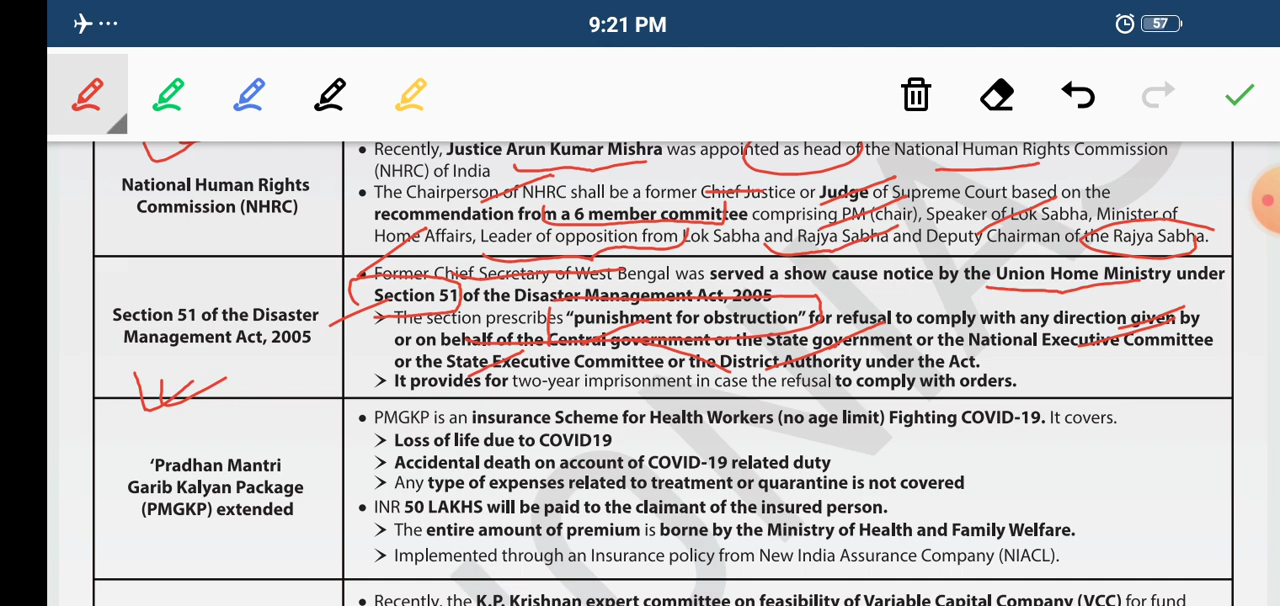 9:21 PM
57
National Human Rights
Commission (NHRC)
• Recently, Justice Arun Kumar Mishra was appointed as head of the National Human Rights Commission
(NHRC) of India
• The Chairperson of NHRC shall be a former Chief Justice or Judge of Supreme Court based on the
recommendation from a 6 member committee comprising PM (chair), Speaker of Lok Sabha, Minister of
Home Affairs, Leader of opposition from Lok Sabha and Rajya Sabha and Deputy Chairman of the Rajya Sabha.
Section 51 of the Disaster
Management Act, 2005
• Former Chief Secretary of West Bengal was served a show cause notice by the Union Home Ministry under
Section 51 of the Disaster Management Act, 2005
➢ The section prescribes “punishment for obstruction” for refusal to comply with any direction given by
or on behalf of the Central government or the State government or the National Executive Committee
or the State Executive Committee or the District Authority under the Act.
➢ It provides for two-year imprisonment in case the refusal to comply with orders.
‘Pradhan Mantri
Garib Kalyan Package
(PMGKP) extended
• PMGKP is an insurance Scheme for Health Workers (no age limit) Fighting COVID-19. It covers.
➢ Loss of life due to COVID19
➢ Accidental death on account of COVID-19 related duty
➢ Any type of expenses related to treatment or quarantine is not covered
• INR 50 LAKHS will be paid to the claimant of the insured person.
➢ The entire amount of premium is borne by the Ministry of Health and Family Welfare.
➢ Implemented through an Insurance policy from New India Assurance Company (NIACL).
• Recently, the K.P. Krishnan expert committee on feasibility of Variable Capital Company (VCC) for fund